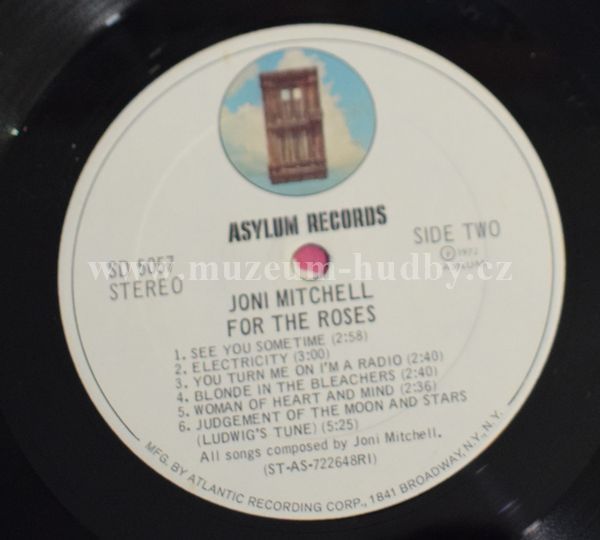 ASYLUM RECORDS
SIDE TWO
SD 5057
STEREO
℗ 1972
www.muzeum-hudby.cz
JONI MITCHELL
FOR THE ROSES
1. SEE YOU SOMETIME (2:58)
2. ELECTRICITY (3:00)
3. YOU TURN ME ON I'M A RADIO (2:40)
4. BLONDE IN THE BLEACHERS (2:40)
5. WOMAN OF HEART AND MIND (2:36)
6. JUDGEMENT OF THE MOON AND STARS
(LUDWIG'S TUNE) (5:25)
All songs composed by Joni Mitchell.
(ST-AS-722648RI)
MFG. BY ATLANTIC RECORDING CORP., 1841 BROADWAY, N.Y., N.Y.